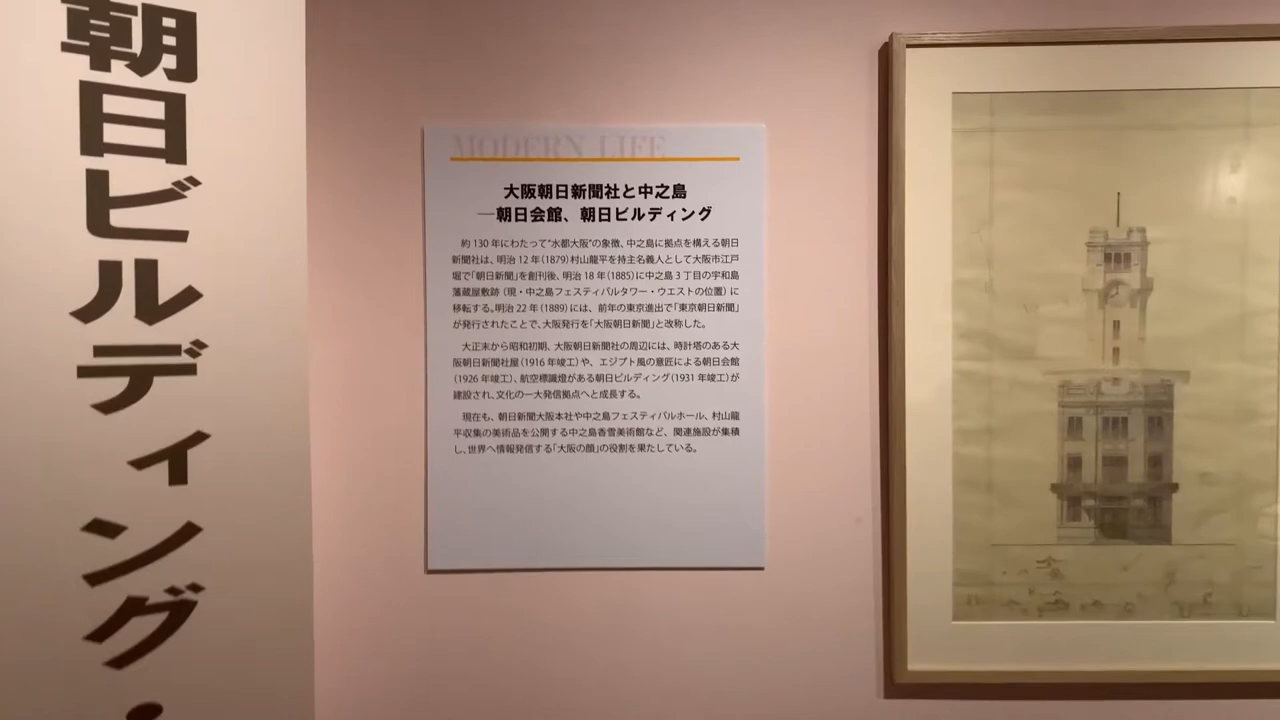 朝日ビルディング・
MODERN LIFE
大阪朝日新聞社と中之島
─朝日会館、朝日ビルディング
約130年にわたって"水都大阪"の象徴、中之島に拠点を構える朝日
新聞社は、明治12年(1879)村山龍平を持主名義人として大阪市江戸
堀で「朝日新聞」を創刊後、明治18年(1885)に中之島3丁目の宇和島
藩蔵屋敷跡(現・中之島フェスティバルタワー・ウエストの位置)に
移転する。明治22年(1889)には、前年の東京進出で「東京朝日新聞」
が発行されたことで、大阪発行を「大阪朝日新聞」と改称した。
大正末から昭和初期、大阪朝日新聞社の周辺には、時計塔のある大
阪朝日新聞社屋(1916年竣工)や、エジプト風の意匠による朝日会館
(1926年竣工)、航空標識燈がある朝日ビルディング(1931年竣工)が
建設され、文化の一大発信拠点へと成長する。
現在も、朝日新聞大阪本社や中之島フェスティバルホール、村山龍
平収集の美術品を公開する中之島香雪美術館など、関連施設が集積
し、世界へ情報発信する「大阪の顔」の役割を果たしている。